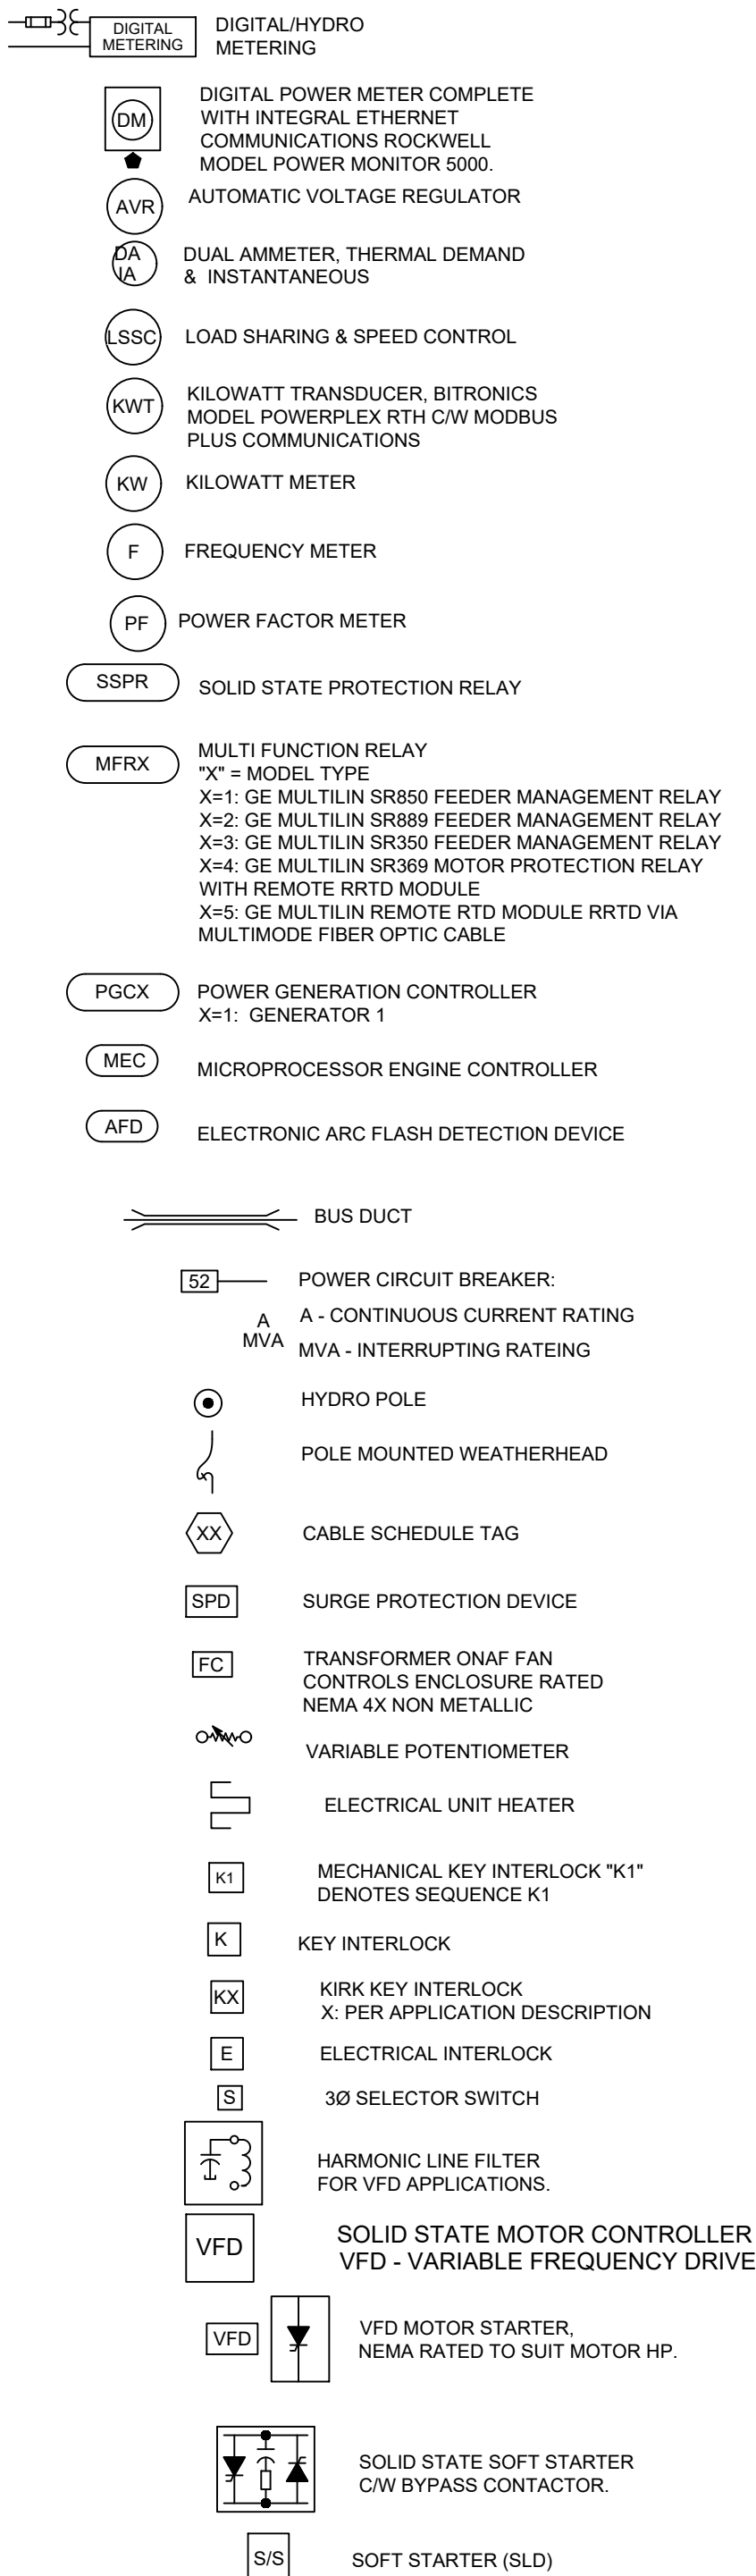 DIGITAL
METERING
DIGITAL/HYDRO
METERING
DM
DIGITAL POWER METER COMPLETE
WITH INTEGRAL ETHERNET
COMMUNICATIONS ROCKWELL
MODEL POWER MONITOR 5000.
AVR
AUTOMATIC VOLTAGE REGULATOR
DA
IA
DUAL AMMETER, THERMAL DEMAND
& INSTANTANEOUS
LSSC
LOAD SHARING & SPEED CONTROL
KWT
KILOWATT TRANSDUCER, BITRONICS
MODEL POWERPLEX RTH C/W MODBUS
PLUS COMMUNICATIONS
KW
KILOWATT METER
F
FREQUENCY METER
PF
POWER FACTOR METER
SSPR
SOLID STATE PROTECTION RELAY
MFRX
MULTI FUNCTION RELAY
"X" = MODEL TYPE
X=1: GE MULTILIN SR850 FEEDER MANAGEMENT RELAY
X=2: GE MULTILIN SR889 FEEDER MANAGEMENT RELAY
X=3: GE MULTILIN SR350 FEEDER MANAGEMENT RELAY
X=4: GE MULTILIN SR369 MOTOR PROTECTION RELAY
WITH REMOTE RRTD MODULE
X=5: GE MULTILIN REMOTE RTD MODULE RRTD VIA
MULTIMODE FIBER OPTIC CABLE
PGCX
POWER GENERATION CONTROLLER
X=1: GENERATOR 1
MEC
MICROPROCESSOR ENGINE CONTROLLER
AFD
ELECTRONIC ARC FLASH DETECTION DEVICE
BUS DUCT
52
POWER CIRCUIT BREAKER:
A
MVA
A - CONTINUOUS CURRENT RATING
MVA - INTERRUPTING RATEING
HYDRO POLE
POLE MOUNTED WEATHERHEAD
XX
CABLE SCHEDULE TAG
SPD
SURGE PROTECTION DEVICE
FC
TRANSFORMER ONAF FAN
CONTROLS ENCLOSURE RATED
NEMA 4X NON METALLIC
VARIABLE POTENTIOMETER
ELECTRICAL UNIT HEATER
K1
MECHANICAL KEY INTERLOCK "K1"
DENOTES SEQUENCE K1
K
KEY INTERLOCK
KX
KIRK KEY INTERLOCK
X: PER APPLICATION DESCRIPTION
E
ELECTRICAL INTERLOCK
S
3Ø SELECTOR SWITCH
HARMONIC LINE FILTER
FOR VFD APPLICATIONS.
VFD
SOLID STATE MOTOR CONTROLLER
VFD - VARIABLE FREQUENCY DRIVE
VFD
VFD MOTOR STARTER,
NEMA RATED TO SUIT MOTOR HP.
SOLID STATE SOFT STARTER
C/W BYPASS CONTACTOR.
S/S
SOFT STARTER (SLD)